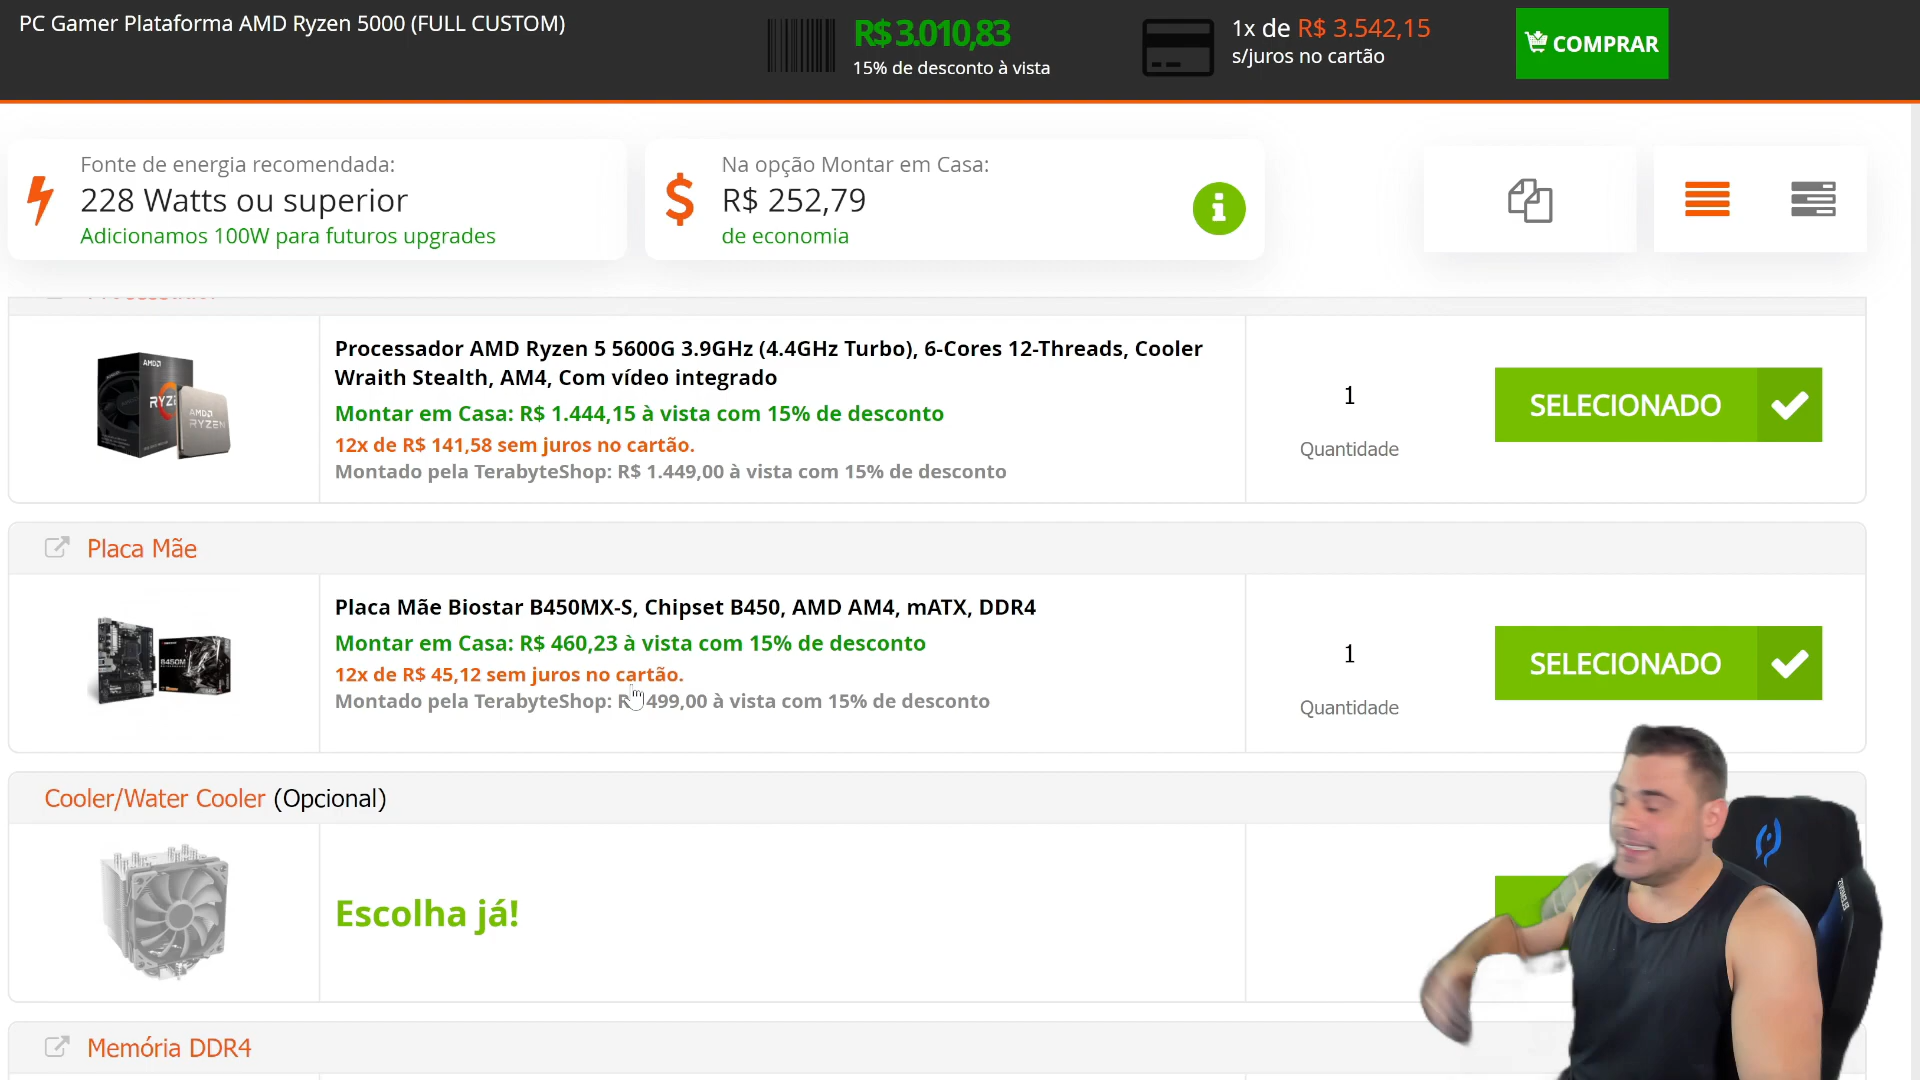 PC Gamer Plataforma AMD Ryzen 5000 (FULL CUSTOM)
R$ 3.010,83
15% de desconto à vista
1x de R$ 3.542,15
s/juros no cartão
COMPRAR
Fonte de energia recomendada:
228 Watts ou superior
Adicionamos 100W para futuros upgrades
Na opção Montar em Casa:
R$ 252,79
de economia
Processador AMD Ryzen 5 5600G 3.9GHz (4.4GHz Turbo), 6-Cores 12-Threads, Cooler
Wraith Stealth, AM4, Com vídeo integrado
Montar em Casa: R$ 1.444,15 à vista com 15% de desconto
12x de R$ 141,58 sem juros no cartão.
Montado pela TerabyteShop: R$ 1.449,00 à vista com 15% de desconto
1
Quantidade
SELECIONADO
AMD
RYZE
AMD
RYZEN
Placa Mãe
Placa Mãe Biostar B450MX-S, Chipset B450, AMD AM4, mATX, DDR4
Montar em Casa: R$ 460,23 à vista com 15% de desconto
12x de R$ 45,12 sem juros no cartão.
Montado pela TerabyteShop: R 499,00 à vista com 15% de desconto
1
Quantidade
SELECIONADO
B450M
Cooler/Water Cooler (Opcional)
Escolha já!
Memória DDR4